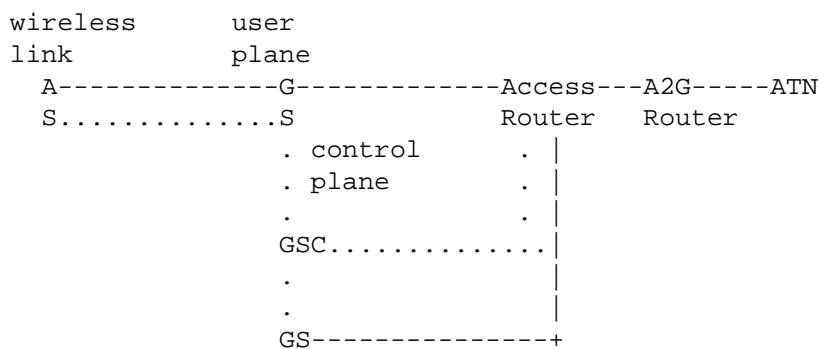 wireless        user
link            plane
  A--------------G-------------Access---A2G-----ATN
  S..............S             Router   Router
                 . control      . |
                 . plane        . |
                 .              . |
                 GSC..............|
                 .                |
                 .                |
                 GS---------------+